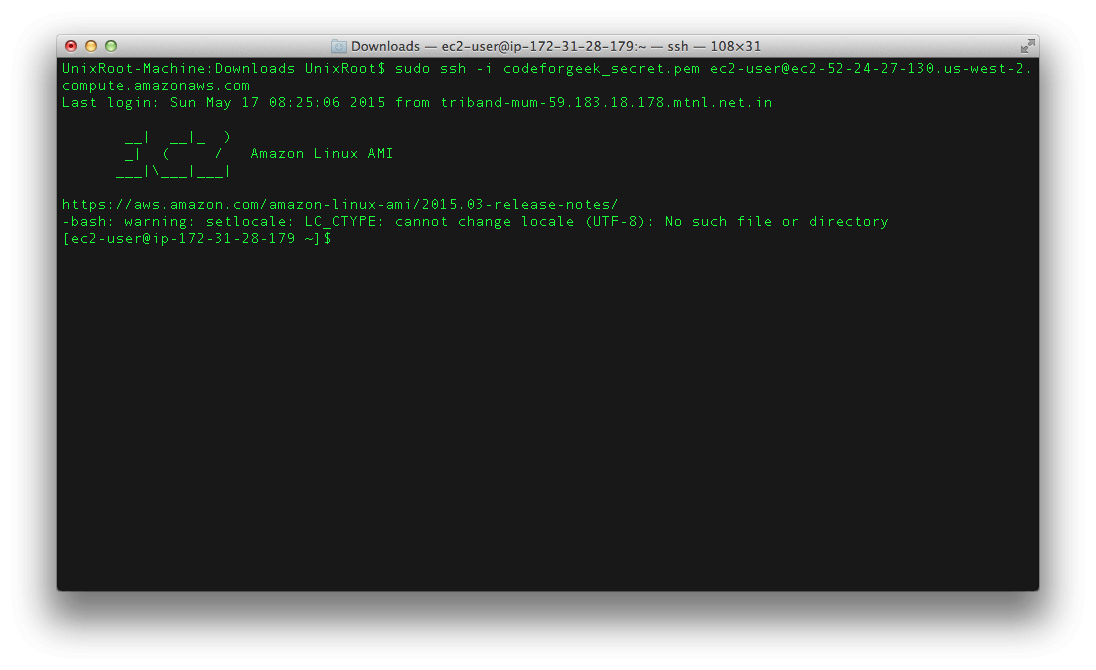 Downloads — ec2-user@ip-172-31-28-179:~ — ssh — 108×31
UnixRoot-Machine:Downloads UnixRoot$ sudo ssh -i codeforgeek_secret.pem ec2-user@ec2-52-24-27-130.us-west-2.
compute.amazonaws.com
Last login: Sun May 17 08:25:06 2015 from triband-mum-59.183.18.178.mtnl.net.in
       __|  __|_  )
       _|  (     /   Amazon Linux AMI
      ___|\___|___|
https://aws.amazon.com/amazon-linux-ami/2015.03-release-notes/
-bash: warning: setlocale: LC_CTYPE: cannot change locale (UTF-8): No such file or directory
[ec2-user@ip-172-31-28-179 ~]$